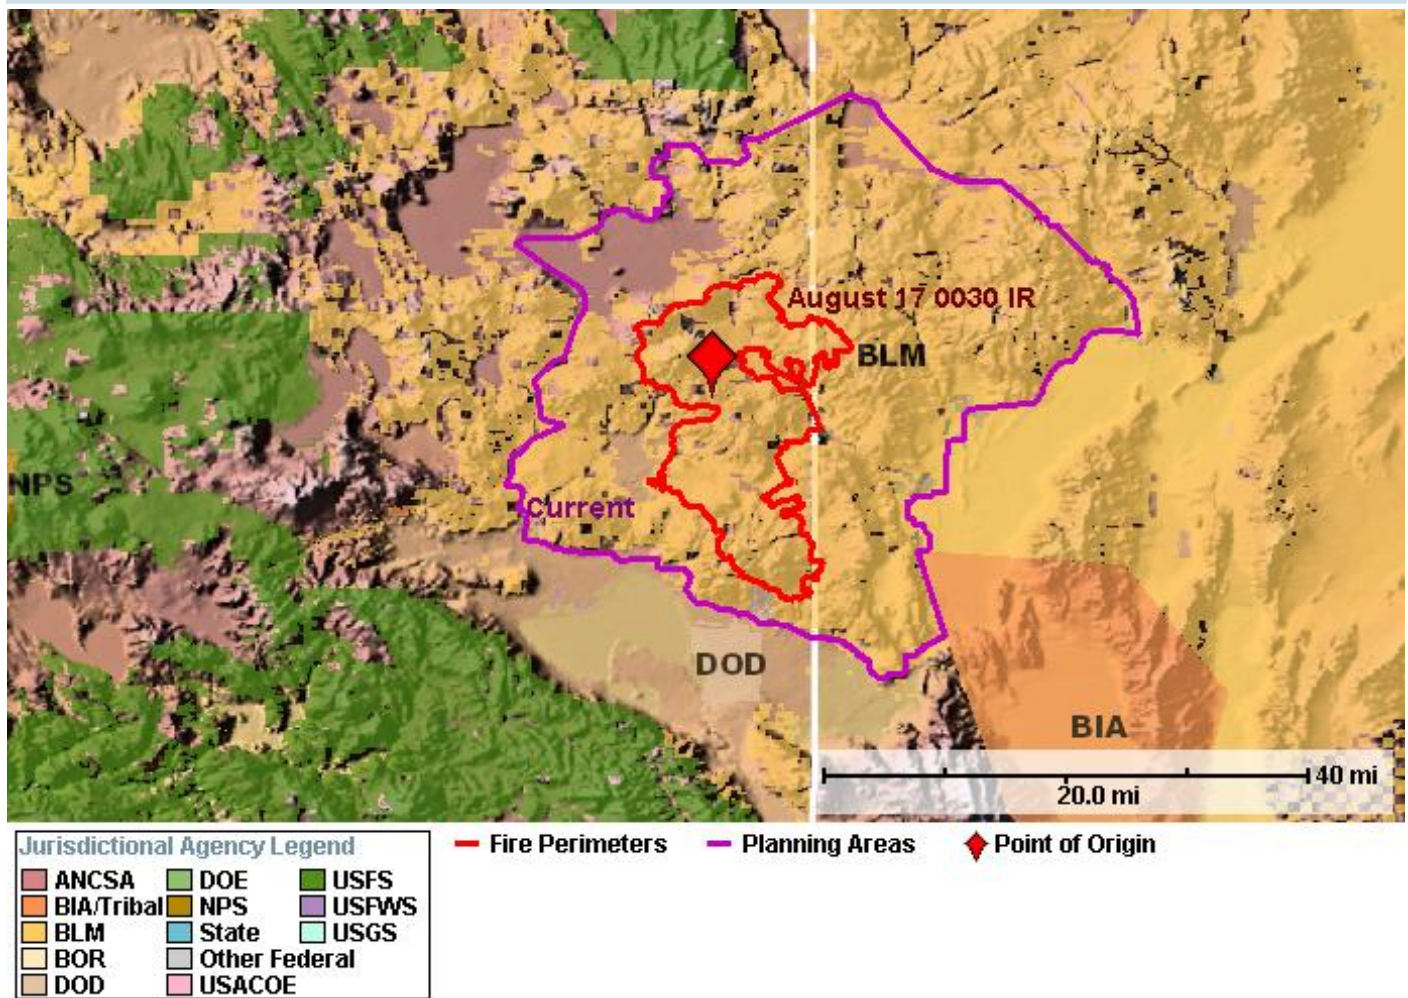 August 17 0030 IR
BLM
NPS
Current
DOD
BIA
40 mi
20.0 mi
Jurisdictional Agency Legend
Fire Perimeters
Planning Areas
Point of Origin
ANCSA
DOE
USFS
BIA/Tribal
NPS
USFWS
BLM
State
USGS
BOR
Other Federal
DOD
USACOE